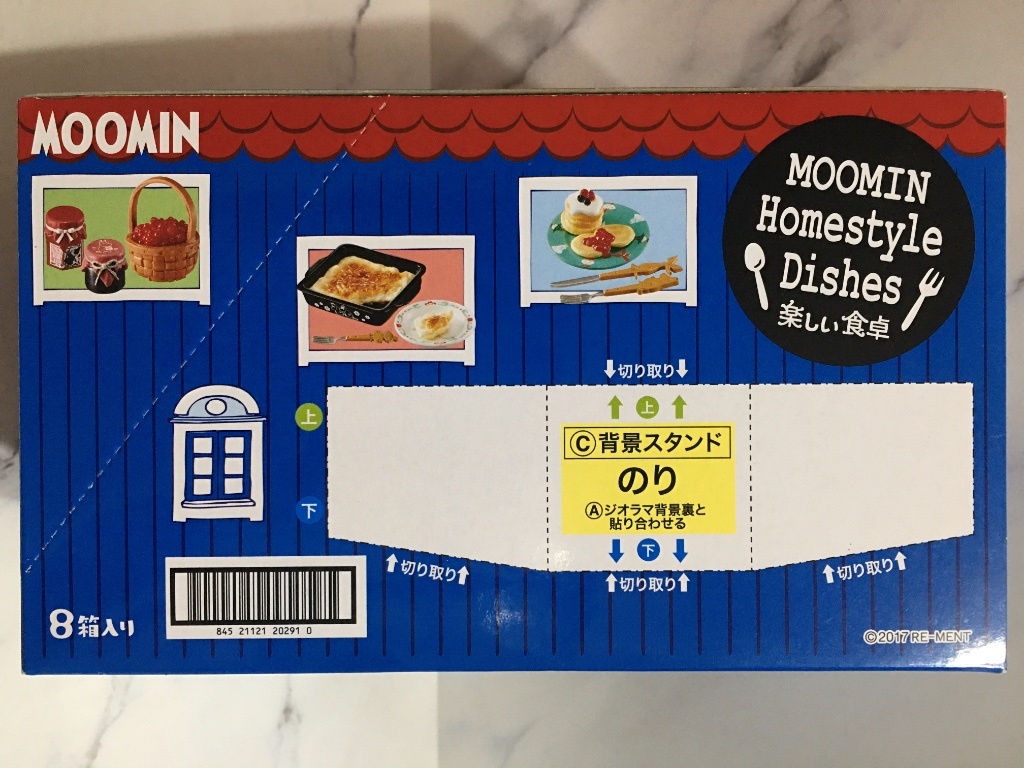 MOOMIN
MOOMIN
Homestyle
Dishes
楽しい食卓
切り取り
上
上
Ⓒ背景スタンド
のり
Ⓐジオラマ背景裏と
貼り合わせる
下
下
切り取り
切り取り
切り取り
845 21121 20291 0
8箱入り
©2017 RE-MENT